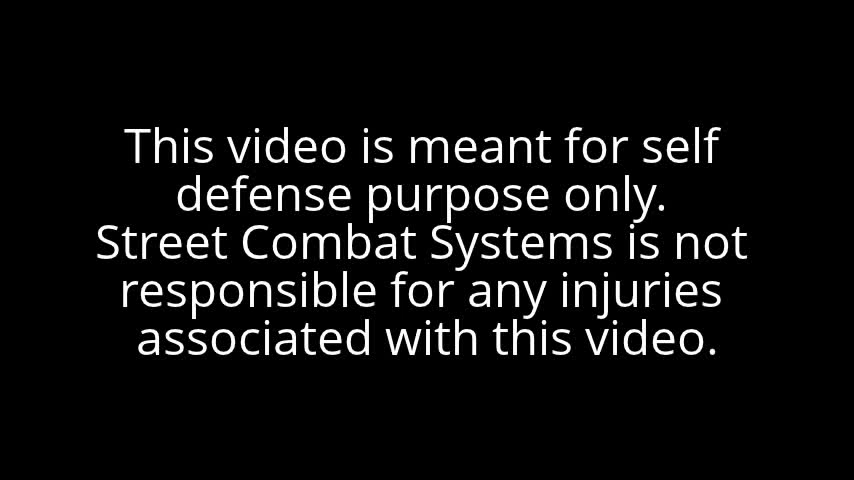 This video is meant for self
defense purpose only.
Street Combat Systems is not
responsible for any injuries
associated with this video.